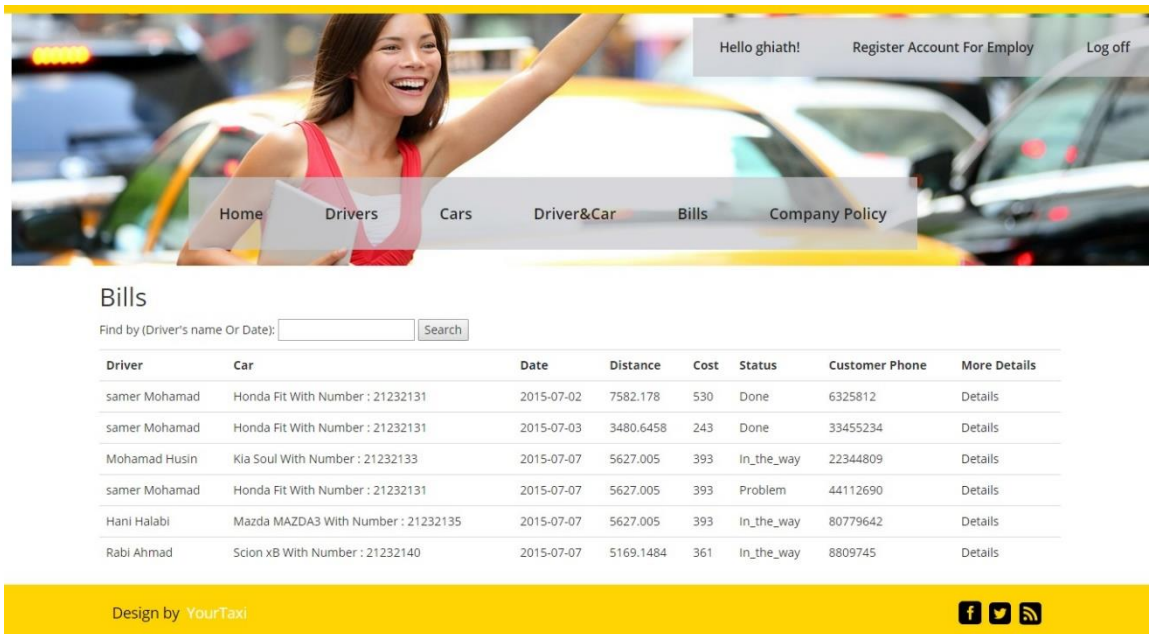 Hello ghiath! Register Account For Employ Log off
Home Drivers Cars Driver&Car Bills Company Policy
Bills
Find by (Driver's name Or Date): Search
Driver Car Date Distance Cost Status Customer Phone More Details
samer Mohamad Honda Fit With Number : 21232131 2015-07-02 7582.178 530 Done 6325812 Details
samer Mohamad Honda Fit With Number : 21232131 2015-07-03 3480.6458 243 Done 33455234 Details
Mohamad Husin Kia Soul With Number : 21232133 2015-07-07 5627.005 393 In_the_way 22344809 Details
samer Mohamad Honda Fit With Number : 21232131 2015-07-07 5627.005 393 Problem 44112690 Details
Hani Halabi Mazda MAZDA3 With Number : 21232135 2015-07-07 5627.005 393 In_the_way 80779642 Details
Rabi Ahmad Scion xB With Number : 21232140 2015-07-07 5169.1484 361 In_the_way 8809745 Details
Design by YourTaxi